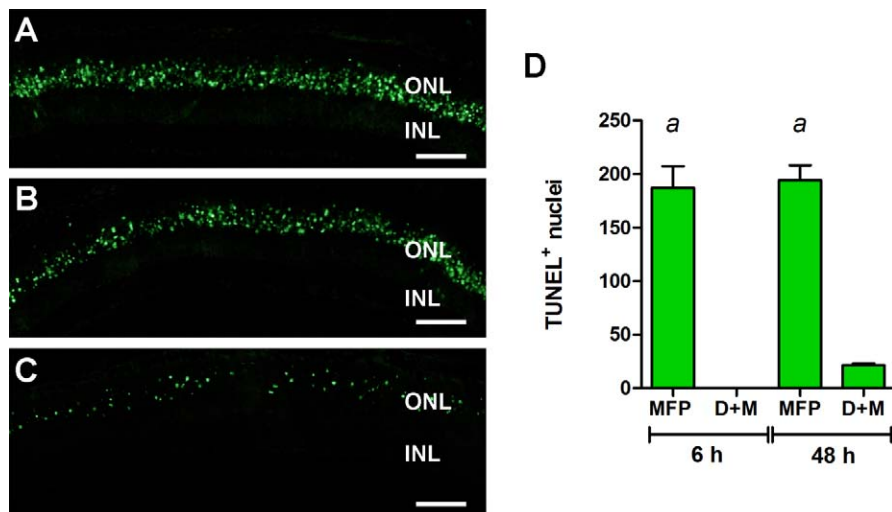 A
ONL
INL
B
ONL
INL
C
ONL
INL
D
TUNEL+ nuclei
250
200
150
100
50
0
a
a
MFP
D+M
MFP
D+M
6 h
48 h